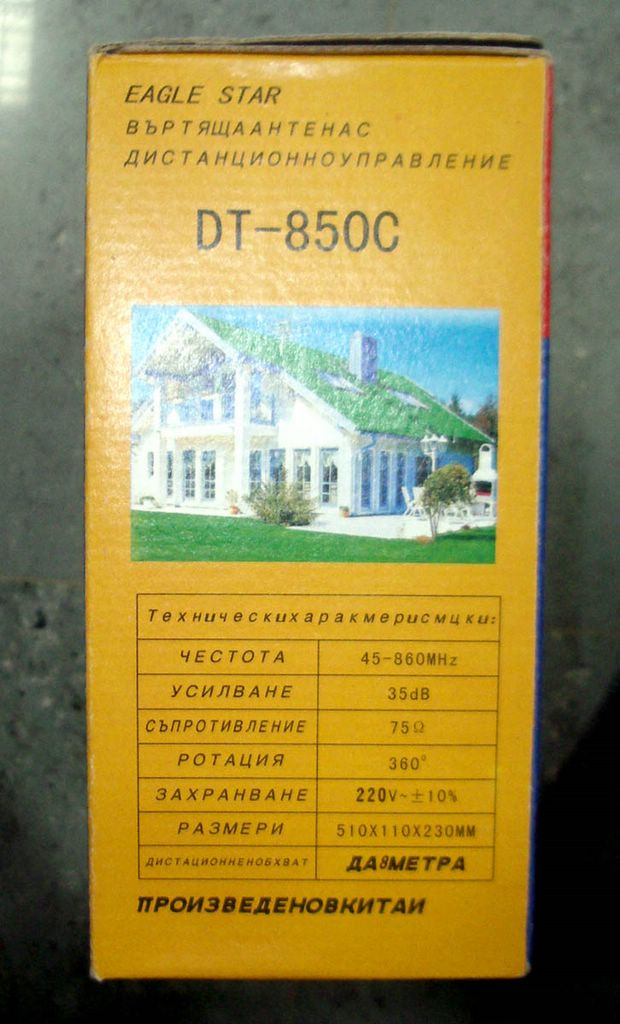 EAGLE STAR
ВЪРТЯЩААНТЕНАС
ДИСТАНЦИОННОУПРАВЛЕНИЕ
DT-850C
Техническихаракмерисмцки:
ЧЕСТОТА 45-860MHz
УСИЛВАНЕ 35dB
СЪПРОТИВЛЕНИЕ 75Ω
РОТАЦИЯ 360°
ЗАХРАНВАНЕ 220V~±10%
РАЗМЕРИ 510X110X230MM
ДИСТАЦИОННЕНОБХВАТ ДА8МЕТРА
ПРОИЗВЕДЕНОВКИТАИ